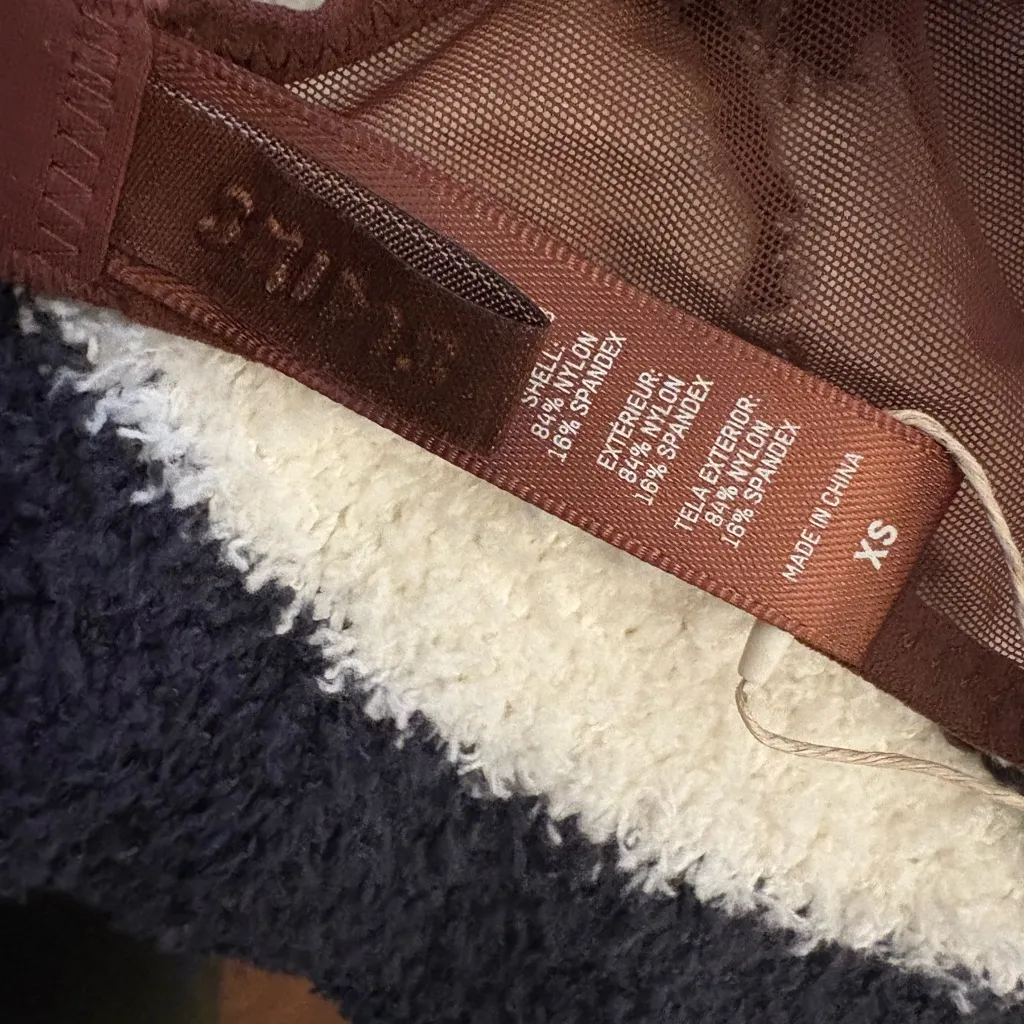 SHELL:
84% NYLON
16% SPANDEX
EXTERIEUR:
84% NYLON
16% SPANDEX
TELA EXTERIOR:
84% NYLON
16% SPANDEX
MADE IN CHINA
XS